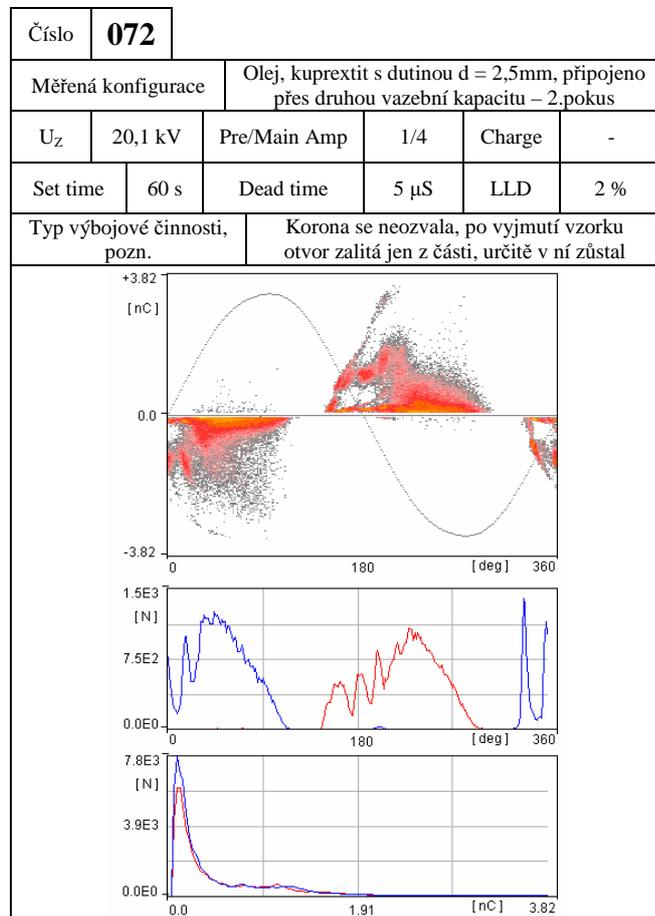 Číslo 072
Měřená konfigurace
Olej, kuprextit s dutinou d = 2,5mm, připojeno
přes druhou vazební kapacitu – 2.pokus
U_Z 20,1 kV Pre/Main Amp 1/4 Charge -
Set time 60 s Dead time 5 μS LLD 2 %
Typ výbojové činnosti,
pozn.
Korona se neozvala, po vyjmutí vzorku
otvor zalitá jen z části, určitě v ní zůstal
+3.82
[nC]
0.0
-3.82
0 180 [deg] 360
1.5E3
[N]
7.5E2
0.0E0
0 180 [deg] 360
7.8E3
[N]
3.9E3
0.0E0
0.0 1.91 [nC] 3.82